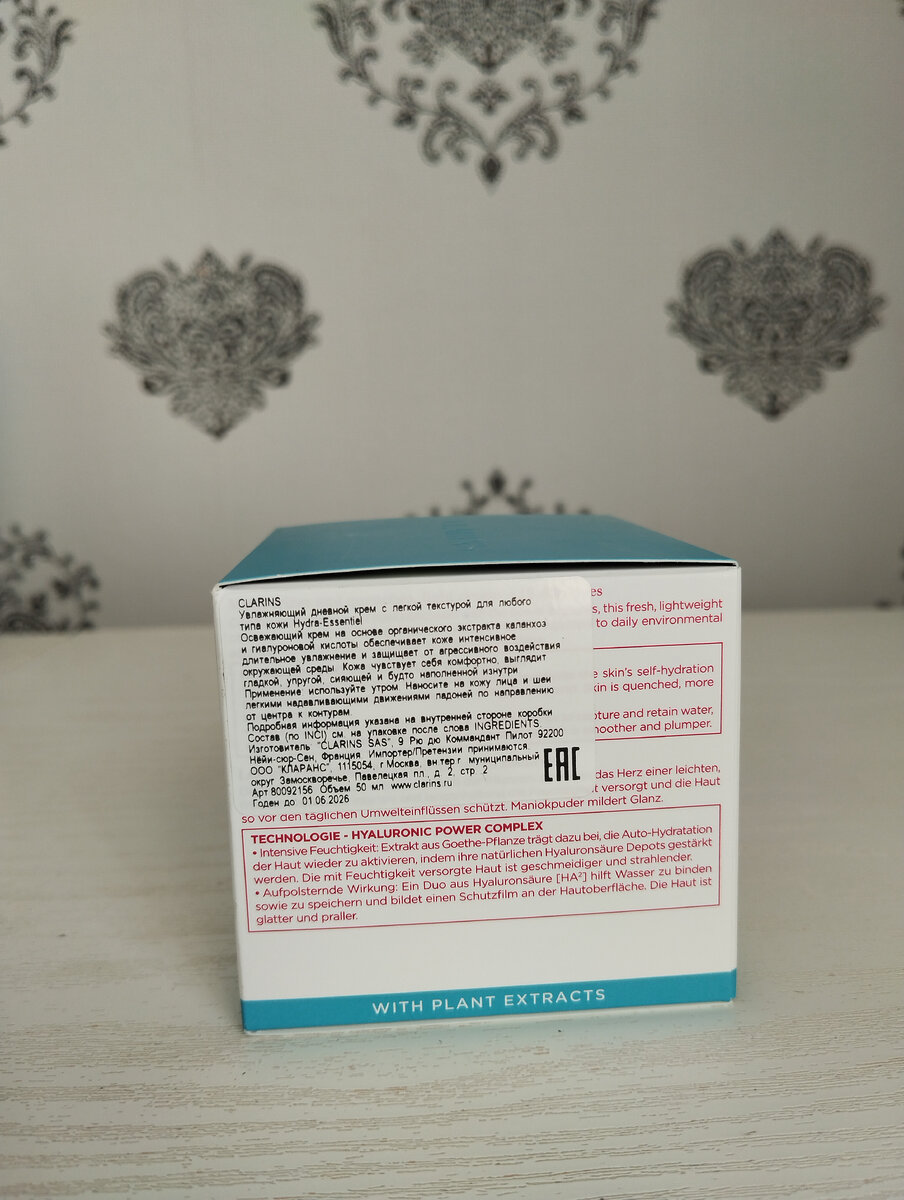 CLARINS
Увлажняющий дневной крем с легкой текстурой для любого
типа кожи Hydra-Essentiel
Освежающий крем на основе органического экстракта каланхоэ
и гиалуроновой кислоты обеспечивает коже интенсивное
длительное увлажнение и защищает от агрессивного воздействия
окружающей среды Кожа чувствует себя комфортно, выглядит
гладкой, упругой, сияющей и будто наполненной изнутри
Применение используйте утром Наносите на кожу лица и шеи
легкими надавливающими движениями ладоней по направлению
от центра к контурам
Подробная информация указана на внутренней стороне коробки
Состав (по INCI) см на упаковке после слова INGREDIENTS.
Изготовитель "CLARINS SAS", 9 Рю дю Коммандант Пилот 92200
Нейи-сюр-Сен, Франция Импортер/Претензии принимаются.
ООО "КЛАРАНС", 1115054, г Москва, вн тер г муниципальный
округ Замоскворечье, Павелецкая пл., д 2, стр 2
Арт 80092156 Объем 50 мл www.clarins.ru
Годен до 01.06.2026
EAC
es
s, this fresh, lightweight
to daily environmental
skin's self-hydration
kin is quenched, more
pture and retain water,
noother and plumper.
das Herz einer leichten,
t versorgt und die Haut
so vor den täglichen Umwelteinflüssen schützt. Maniokpuder mildert Glanz.
TECHNOLOGIE - HYALURONIC POWER COMPLEX
• Intensive Feuchtigkeit: Extrakt aus Goethe-Pflanze trägt dazu bei, die Auto-Hydratation
der Haut wieder zu aktivieren, indem ihre natürlichen Hyaluronsäure Depots gestärkt
werden. Die mit Feuchtigkeit versorgte Haut ist geschmeidiger und strahlender.
• Aufpolsternde Wirkung: Ein Duo aus Hyaluronsäure [HA²] hilft Wasser zu binden
sowie zu speichern und bildet einen Schutzfilm an der Hautoberfläche. Die Haut ist
glatter und praller.
WITH PLANT EXTRACTS